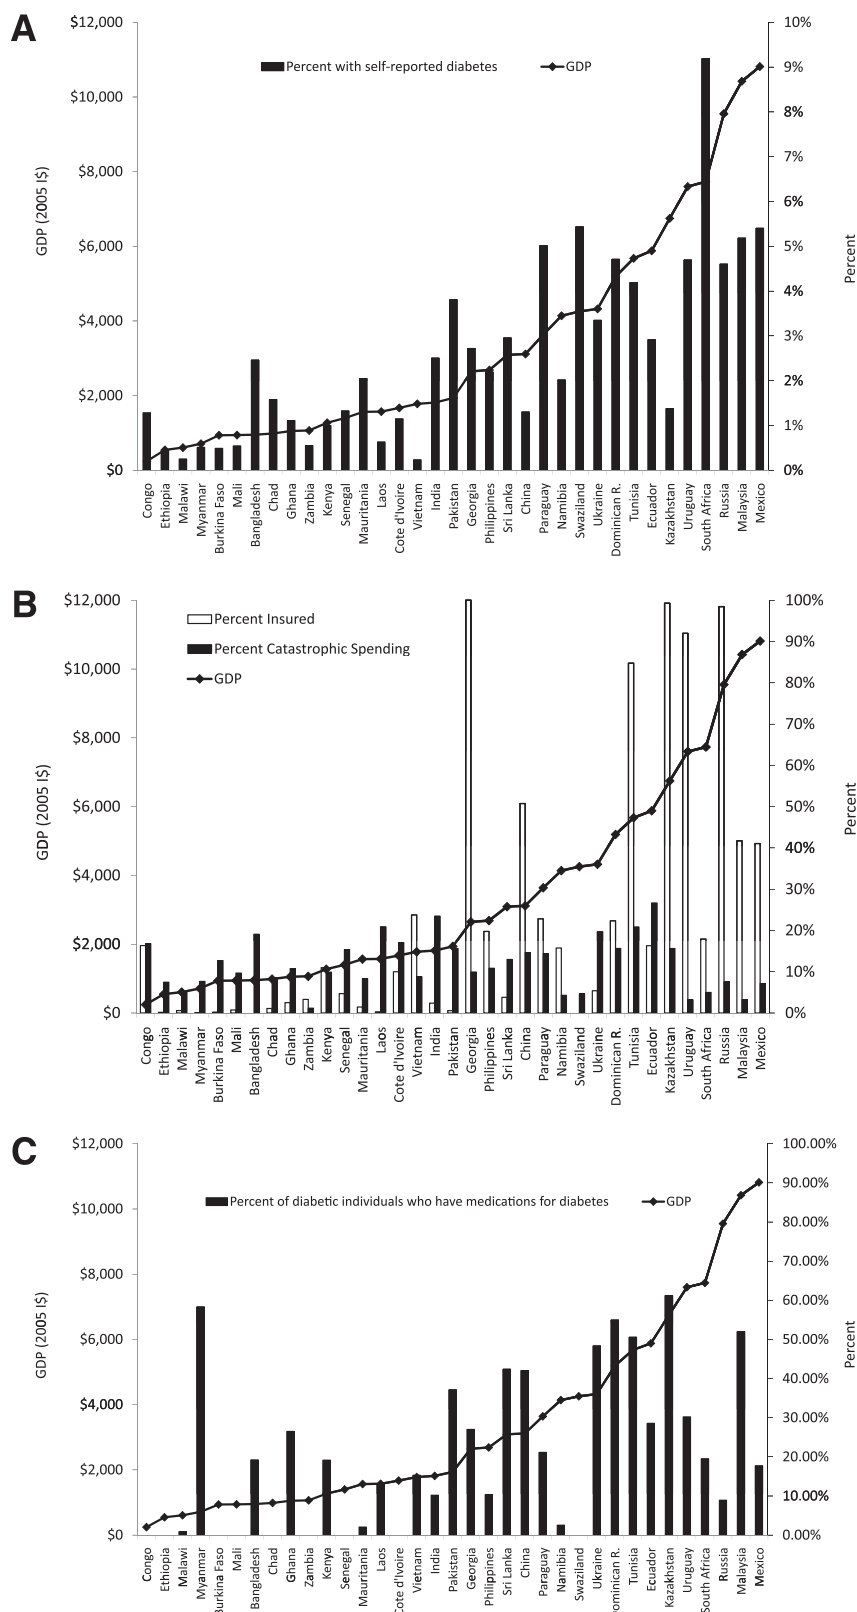 A
$12,000
$10,000
$8,000
$6,000
$4,000
$2,000
$0
GDP (2005 I$)
Percent with self-reported diabetes
GDP
10%
9%
8%
7%
6%
5%
4%
3%
2%
1%
0%
Percent
Congo
Ethiopia
Malawi
Myanmar
Burkina Faso
Mali
Bangladesh
Chad
Ghana
Zambia
Kenya
Senegal
Mauritania
Laos
Cote d'Ivoire
Vietnam
India
Pakistan
Georgia
Philippines
Sri Lanka
China
Paraguay
Namibia
Swaziland
Ukraine
Dominican R.
Tunisia
Ecuador
Kazakhstan
Uruguay
South Africa
Russia
Malaysia
Mexico
B
$12,000
$10,000
$8,000
$6,000
$4,000
$2,000
$0
GDP (2005 I$)
Percent Insured
Percent Catastrophic Spending
GDP
100%
90%
80%
70%
60%
50%
40%
30%
20%
10%
0%
Percent
Congo
Ethiopia
Malawi
Myanmar
Burkina Faso
Mali
Bangladesh
Chad
Ghana
Zambia
Kenya
Senegal
Mauritania
Laos
Cote d'Ivoire
Vietnam
India
Pakistan
Georgia
Philippines
Sri Lanka
China
Paraguay
Namibia
Swaziland
Ukraine
Dominican R.
Tunisia
Ecuador
Kazakhstan
Uruguay
South Africa
Russia
Malaysia
Mexico
C
$12,000
$10,000
$8,000
$6,000
$4,000
$2,000
$0
GDP (2005 I$)
Percent of diabetic individuals who have medications for diabetes
GDP
100.00%
90.00%
80.00%
70.00%
60.00%
50.00%
40.00%
30.00%
20.00%
10.00%
0.00%
Percent
Congo
Ethiopia
Malawi
Myanmar
Burkina Faso
Mali
Bangladesh
Chad
Ghana
Zambia
Kenya
Senegal
Mauritania
Laos
Cote d'Ivoire
Vietnam
India
Pakistan
Georgia
Philippines
Sri Lanka
China
Paraguay
Namibia
Swaziland
Ukraine
Dominican R.
Tunisia
Ecuador
Kazakhstan
Uruguay
South Africa
Russia
Malaysia
Mexico